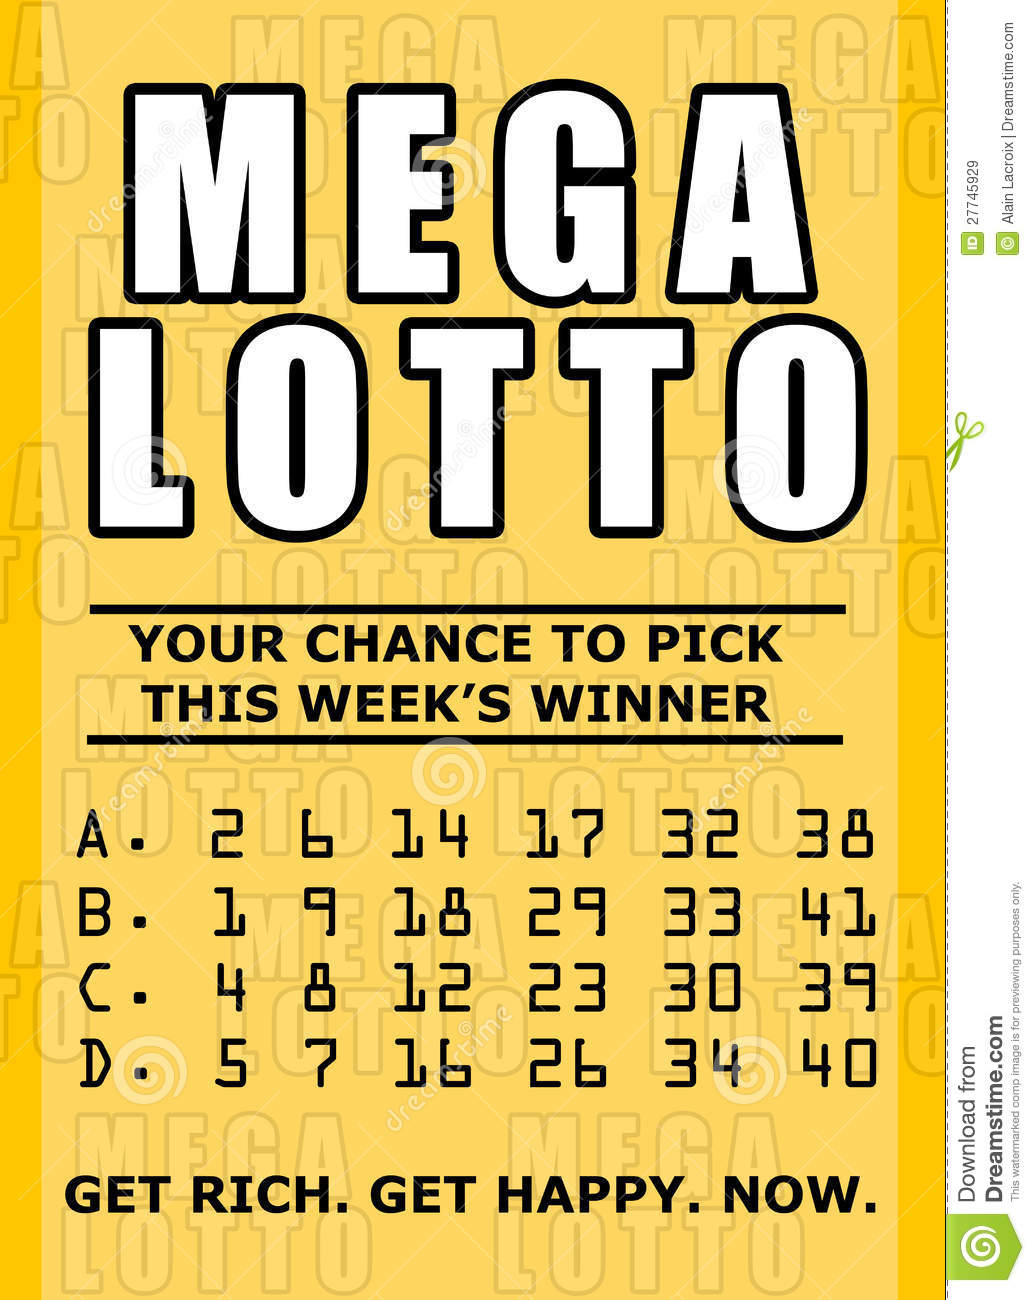 MEGA
LOTTO
YOUR CHANCE TO PICK
THIS WEEK'S WINNER
A. 2 6 14 17 32 38
B. 1 9 18 29 33 41
C. 4 8 12 23 30 39
D. 5 7 16 26 34 40
GET RICH. GET HAPPY. NOW.
ID 27745929
© Alain Lacroix | Dreamstime.com
Download from
Dreamstime.com
This watermarked comp image is for previewing purposes only.